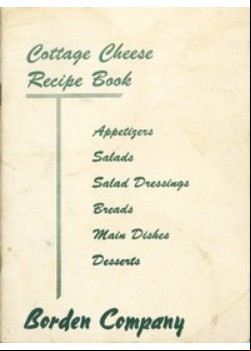 Cottage Cheese
Recipe Book
Appetizers
Salads
Salad Dressings
Breads
Main Dishes
Desserts
Borden Company